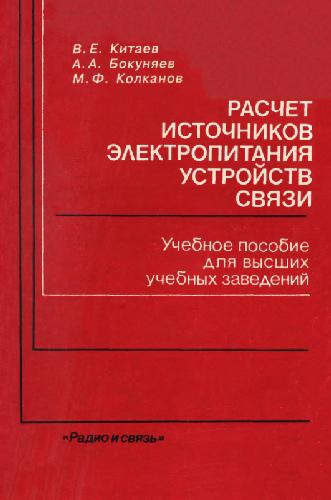 В. Е. Китаев
А. А. Бокуняев
М. Ф. Колканов
РАСЧЕТ
ИСТОЧНИКОВ
ЭЛЕКТРОПИТАНИЯ
УСТРОЙСТВ
СВЯЗИ
Учебное пособие
для высших
учебных заведений
«Радио и связь»